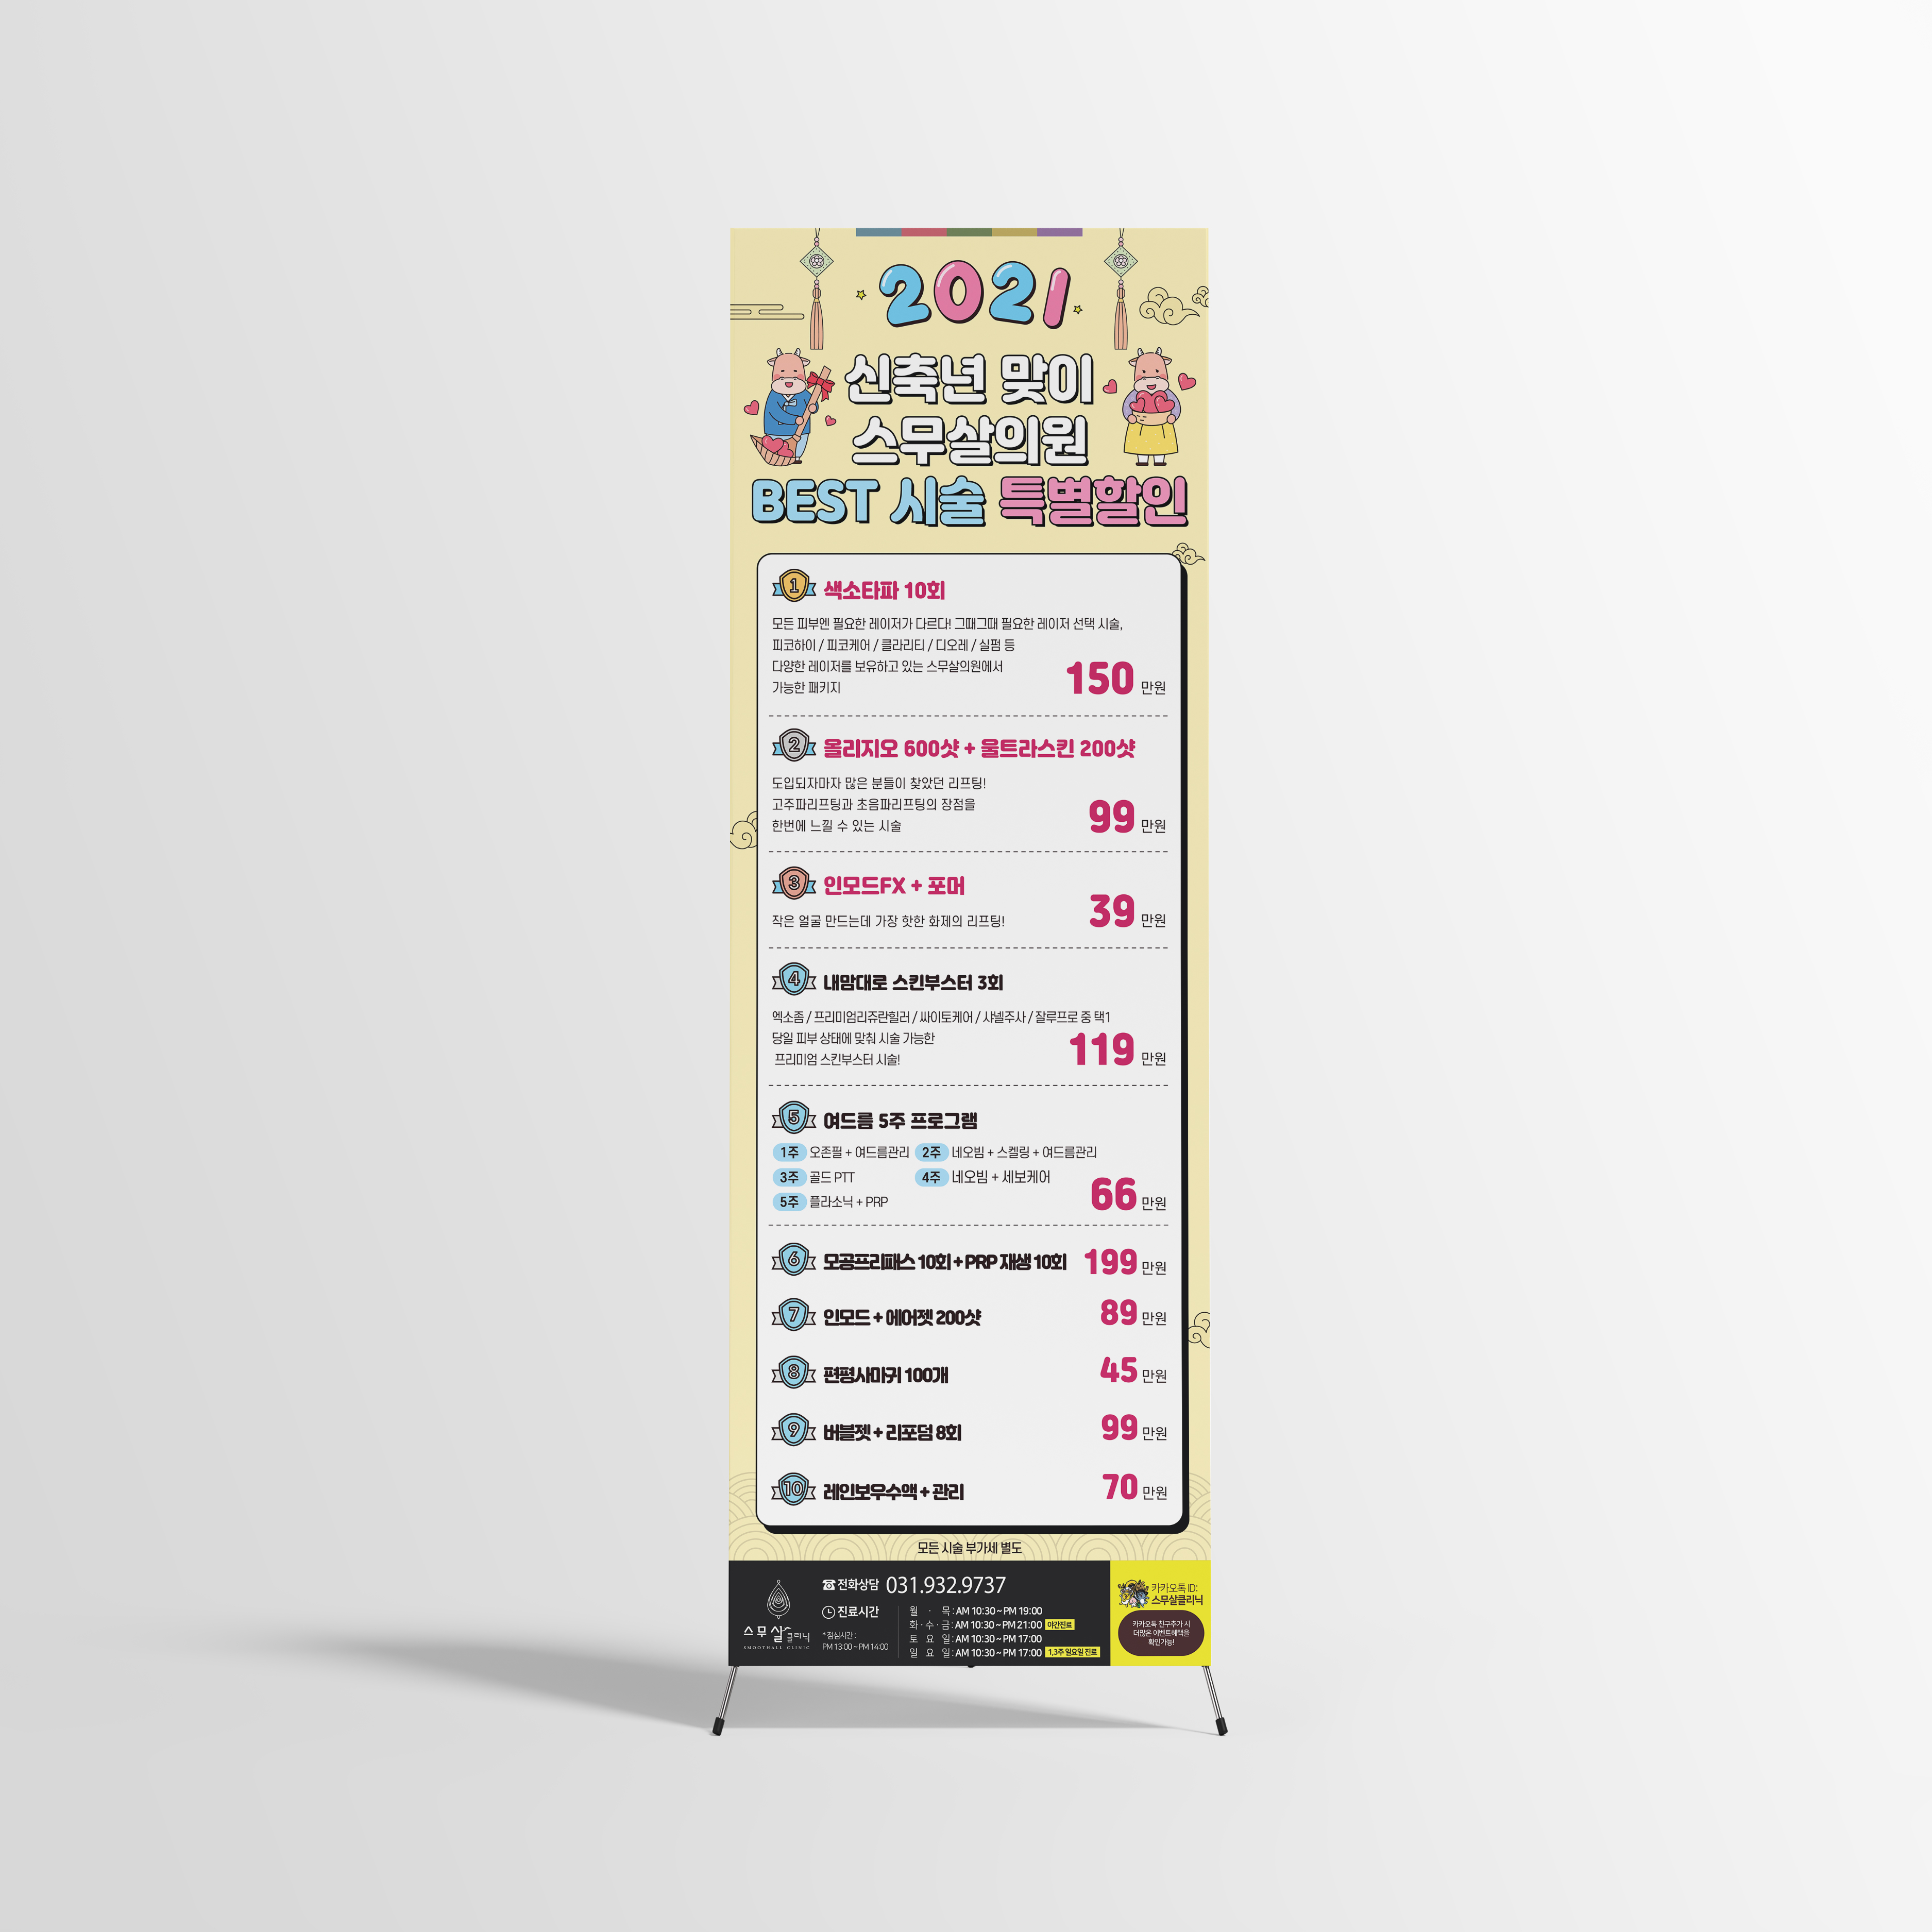 2021
신축년 맞이
스무살의원
BEST 시술 특별할인
1 색소타파 10회
모든 피부엔 필요한 레이저가 다르다! 그때그때 필요한 레이저 선택 시술,
피코하이 / 피코케어 / 클라리티 / 디오레 / 실펌 등
다양한 레이저를 보유하고 있는 스무살의원에서
가능한 패키지
150 만원
2 올리지오 600샷 + 울트라스킨 200샷
도입되자마자 많은 분들이 찾았던 리프팅!
고주파리프팅과 초음파리프팅의 장점을
한번에 느낄 수 있는 시술
99 만원
3 인모드FX + 포머
작은 얼굴 만드는데 가장 핫한 화제의 리프팅!
39 만원
4 내맘대로 스킨부스터 3회
엑소좀 / 프리미엄리쥬란힐러 / 싸이토케어 / 샤넬주사 / 잘루프로 중 택1
당일 피부 상태에 맞춰 시술 가능한
프리미엄 스킨부스터 시술!
119 만원
5 여드름 5주 프로그램
1주 오존필 + 여드름관리 2주 네오빔 + 스켈링 + 여드름관리
3주 골드 PTT 4주 네오빔 + 세보케어
5주 플라소닉 + PRP
66 만원
6 모공프리패스 10회 + PRP 재생 10회 199 만원
7 인모드 + 에어젯 200샷 89 만원
8 편평사마귀 100개 45 만원
9 버블젯 + 리포덤 8회 99 만원
10 레인보우수액 + 관리 70 만원
모든 시술 부가세 별도
스무살클리닉
SMOOTHALL CLINIC
☎ 전화상담 031.932.9737
진료시간
* 점심시간 :
PM 13:00 ~ PM 14:00
월 · 목 : AM 10:30 ~ PM 19:00
화 · 수 · 금 : AM 10:30 ~ PM 21:00 야간진료
토 요 일 : AM 10:30 ~ PM 17:00
일 요 일 : AM 10:30 ~ PM 17:00 1,3주 일요일 진료
카카오톡 ID:
스무살클리닉
카카오톡 친구추가 시
더많은 이벤트혜택을
확인가능!